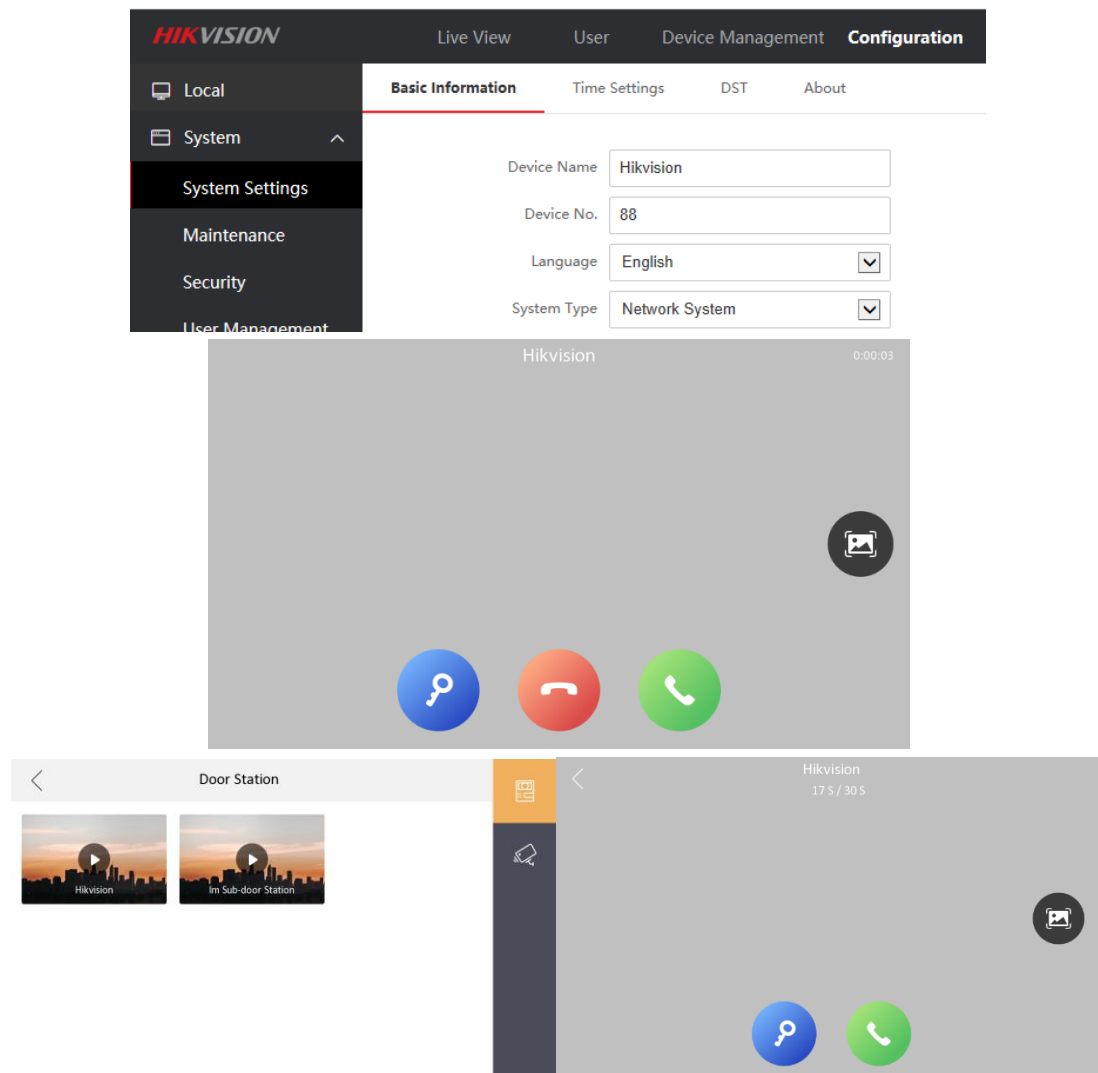 HIKVISION Live View User Device Management Configuration
Local Basic Information Time Settings DST About
System
Device Name Hikvision
System Settings
Device No. 88
Maintenance
Language English
Security
System Type Network System
User Management
Hikvision 0:00:03
Door Station
Hikvision
17 S / 30 S
Hikvision Im Sub-door Station